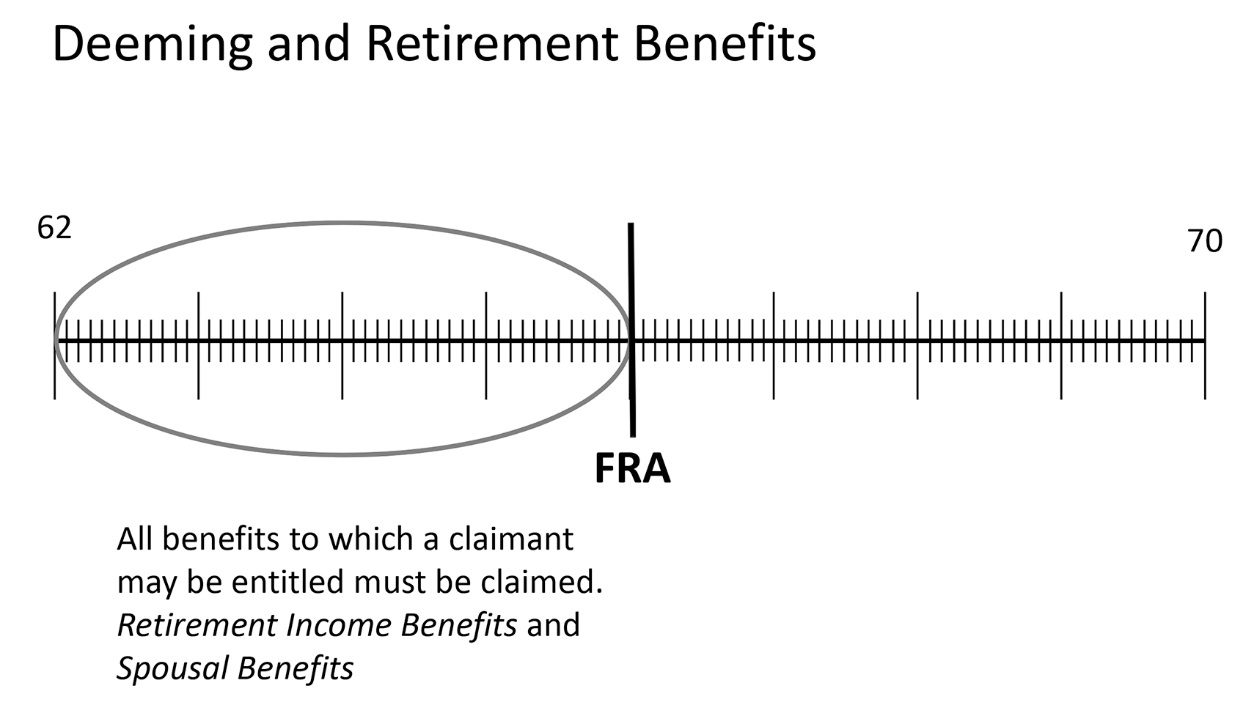 Deeming and Retirement Benefits
62
70
FRA
All benefits to which a claimant
may be entitled must be claimed.
Retirement Income Benefits and
Spousal Benefits